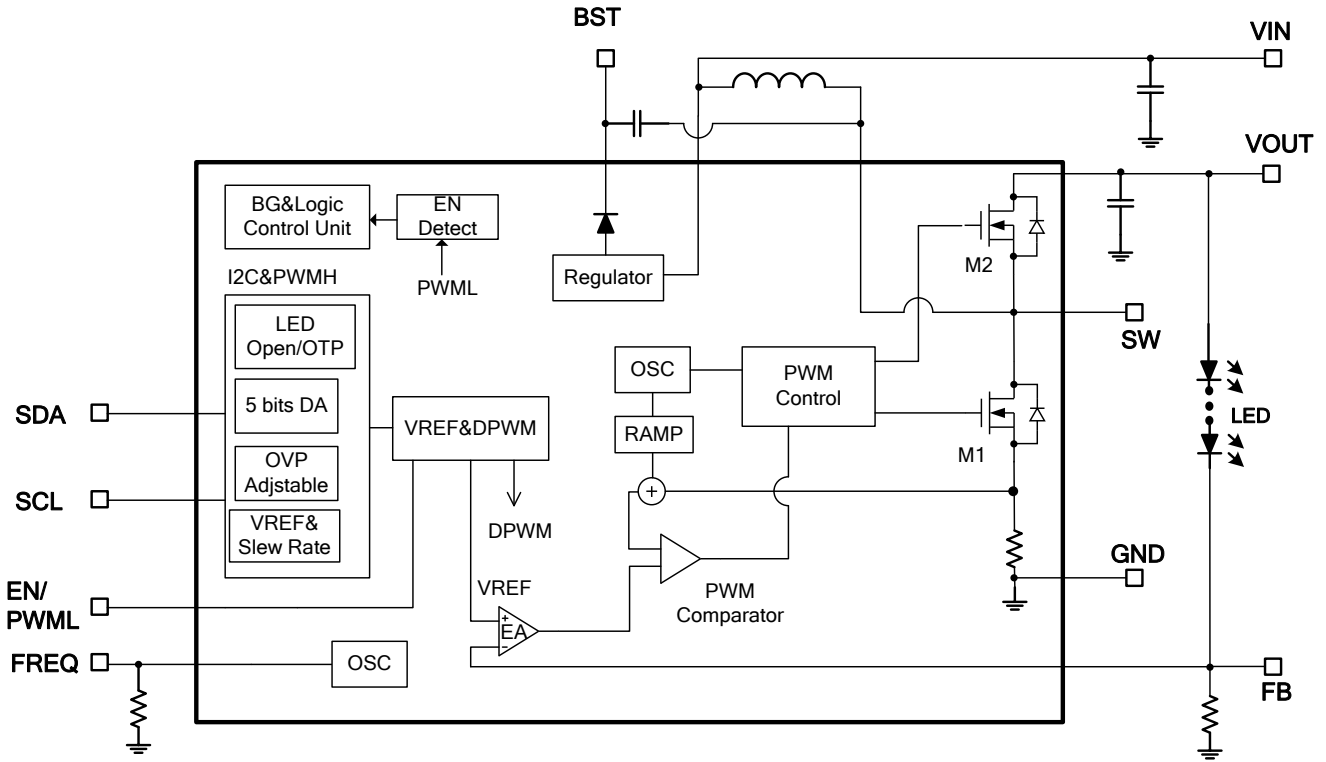 BST
VIN
VOUT
BG&Logic
Control Unit
EN
Detect
PWML
Regulator
M2
I2C&PWMH
LED
Open/OTP
SW
OSC
PWM
Control
5 bits DA
SDA
VREF&DPWM
RAMP
LED
M1
OVP
Adjstable
SCL
+
DPWM
VREF&
Slew Rate
GND
EN/
PWML
VREF
PWM
Comparator
+
EA
-
FREQ
OSC
FB